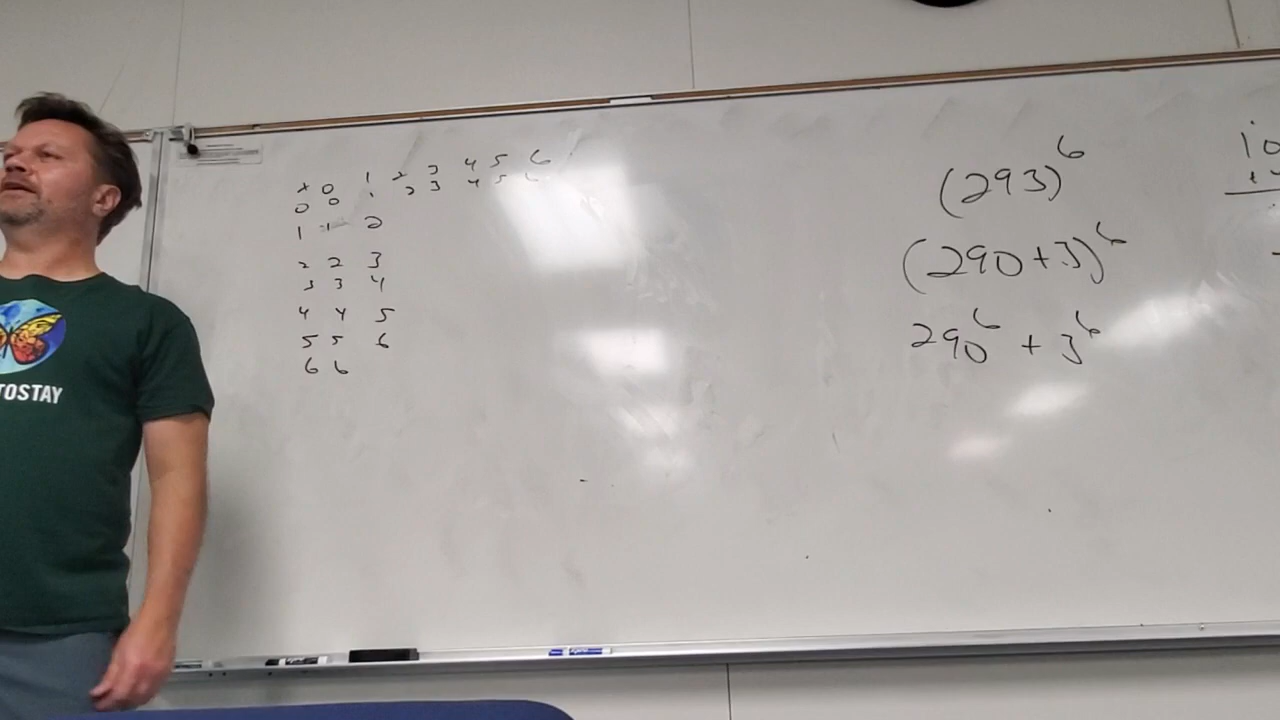 + 0 1 2 3 4 5 6
0 0 1 2 3 4 5 6
1 1 2
2 2 3
3 3 4
4 4 5
5 5 6
6 6
(293)^6
(290+3)^6
290^6 + 3^6
TOSTAY